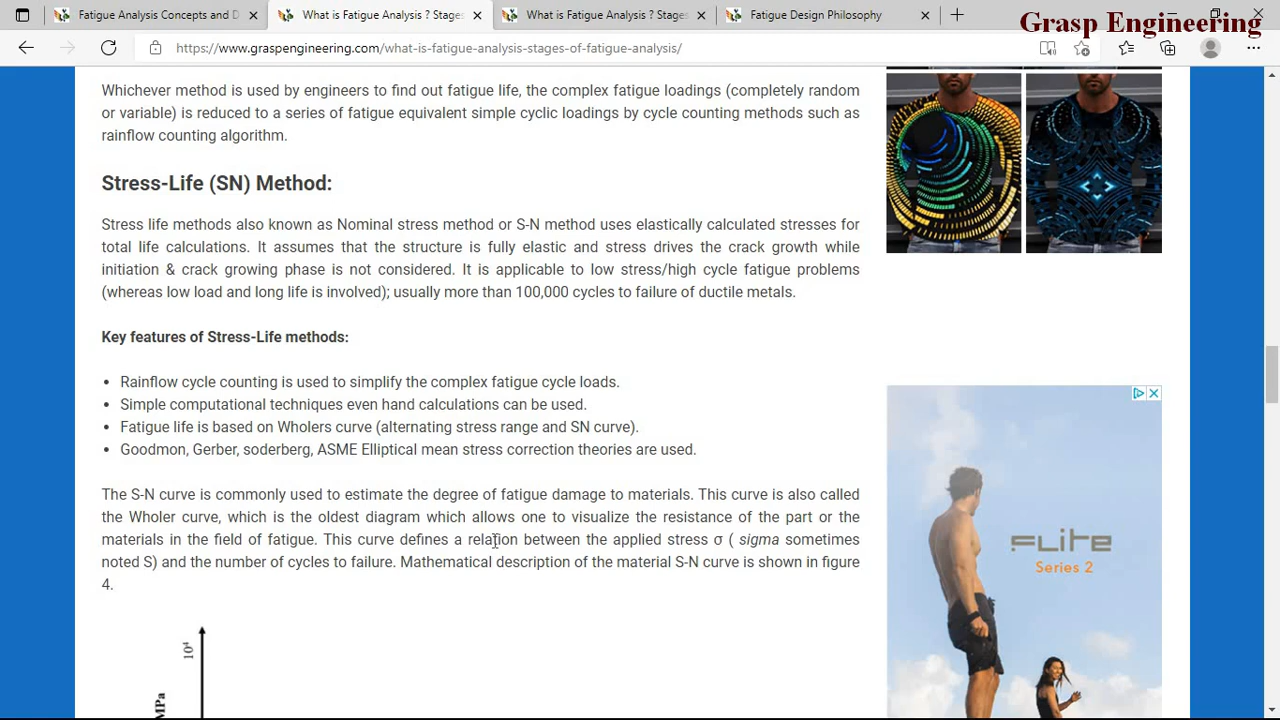 Fatigue Analysis Concepts and D
What is Fatigue Analysis ? Stages
What is Fatigue Analysis ? Stages
Fatigue Design Philosophy
Grasp Engineering
https://www.graspengineering.com/what-is-fatigue-analysis-stages-of-fatigue-analysis/
Whichever method is used by engineers to find out fatigue life, the complex fatigue loadings (completely random
or variable) is reduced to a series of fatigue equivalent simple cyclic loadings by cycle counting methods such as
rainflow counting algorithm.
Stress-Life (SN) Method:
Stress life methods also known as Nominal stress method or S-N method uses elastically calculated stresses for
total life calculations. It assumes that the structure is fully elastic and stress drives the crack growth while
initiation & crack growing phase is not considered. It is applicable to low stress/high cycle fatigue problems
(whereas low load and long life is involved); usually more than 100,000 cycles to failure of ductile metals.
Key features of Stress-Life methods:
• Rainflow cycle counting is used to simplify the complex fatigue cycle loads.
• Simple computational techniques even hand calculations can be used.
• Fatigue life is based on Wholers curve (alternating stress range and SN curve).
• Goodmon, Gerber, soderberg, ASME Elliptical mean stress correction theories are used.
The S-N curve is commonly used to estimate the degree of fatigue damage to materials. This curve is also called
the Wholer curve, which is the oldest diagram which allows one to visualize the resistance of the part or the
materials in the field of fatigue. This curve defines a relation between the applied stress σ ( sigma sometimes
noted S) and the number of cycles to failure. Mathematical description of the material S-N curve is shown in figure
4.
10⁴
MPa
FLITE
Series 2